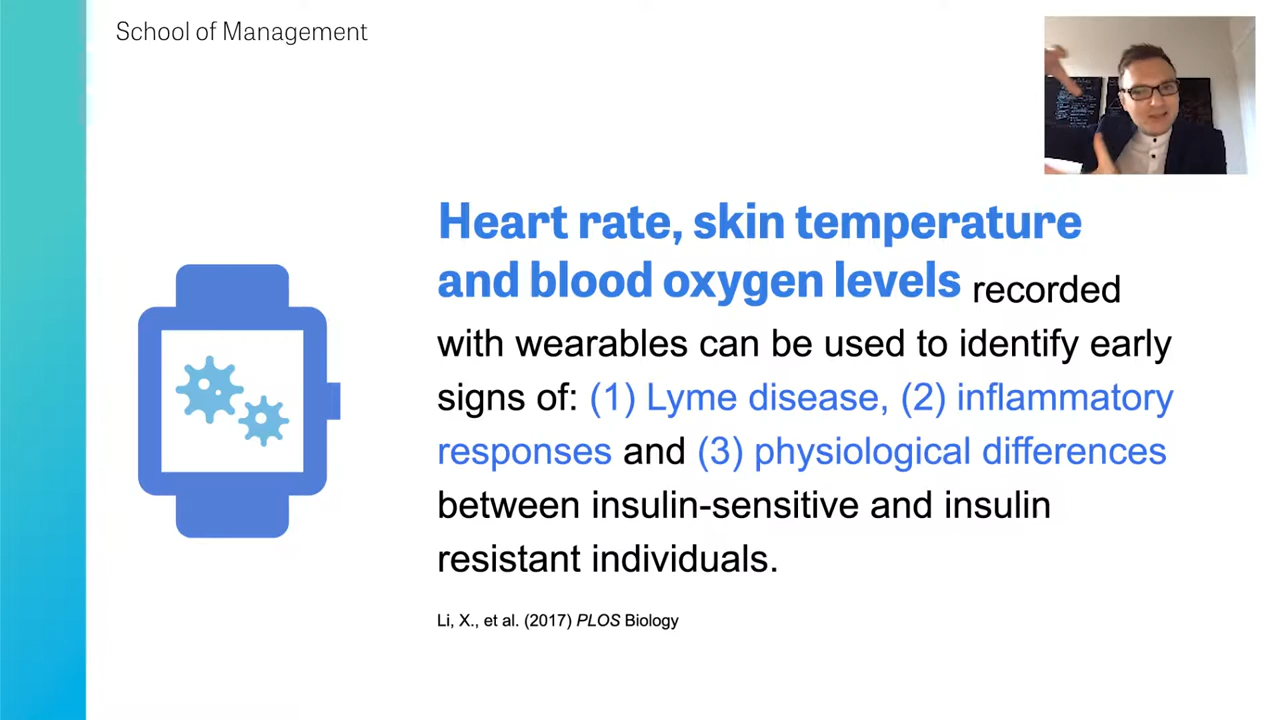 School of Management
Heart rate, skin temperature
and blood oxygen levels recorded
with wearables can be used to identify early
signs of: (1) Lyme disease, (2) inflammatory
responses and (3) physiological differences
between insulin-sensitive and insulin
resistant individuals.
Li, X., et al. (2017) PLOS Biology